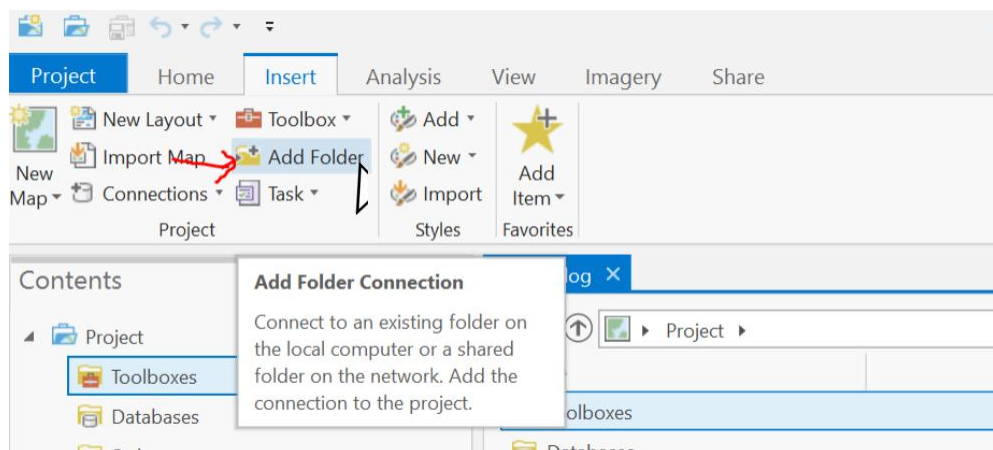 Project Home Insert Analysis View Imagery Share
New Layout Toolbox Add
Import Map Add Folder New
New Map Connections Task Import
Add Item
Project Styles Favorites
Contents
Project
Toolboxes
Databases
Add Folder Connection
Connect to an existing folder on
the local computer or a shared
folder on the network. Add the
connection to the project.
log
Project
olboxes